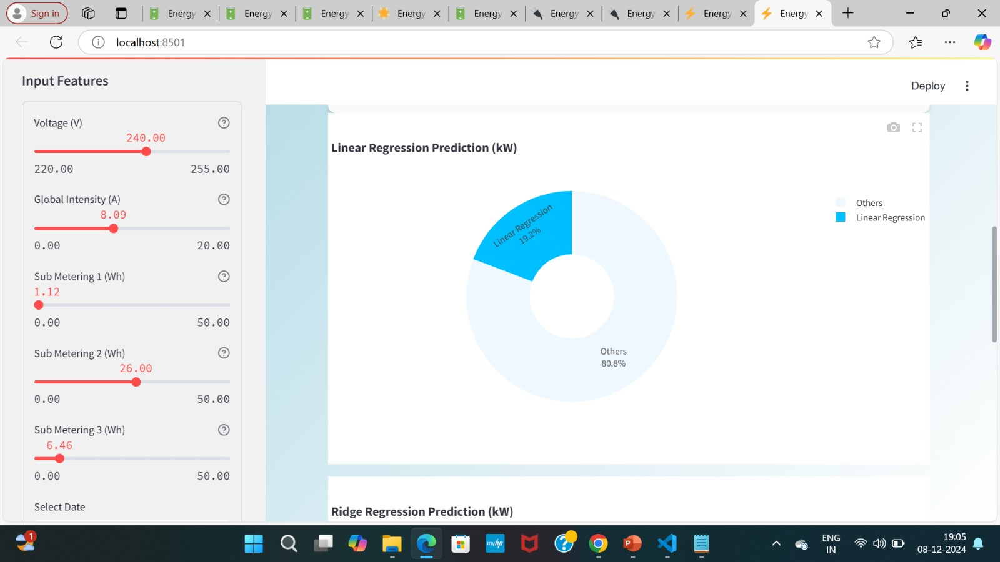 Sign in
Energy
Energy
Energy
Energy
Energy
Energy
Energy
Energy
Energy
localhost:8501
Input Features
Voltage (V)
240.00
220.00 255.00
Global Intensity (A)
8.09
0.00 20.00
Sub Metering 1 (Wh)
1.12
0.00 50.00
Sub Metering 2 (Wh)
26.00
0.00 50.00
Sub Metering 3 (Wh)
6.46
0.00 50.00
Select Date
Deploy
Linear Regression Prediction (kW)
Linear Regression
19.2%
Others
80.8%
Others
Linear Regression
Ridge Regression Prediction (kW)
1
myhp
P
ENG
IN
19:05
08-12-2024